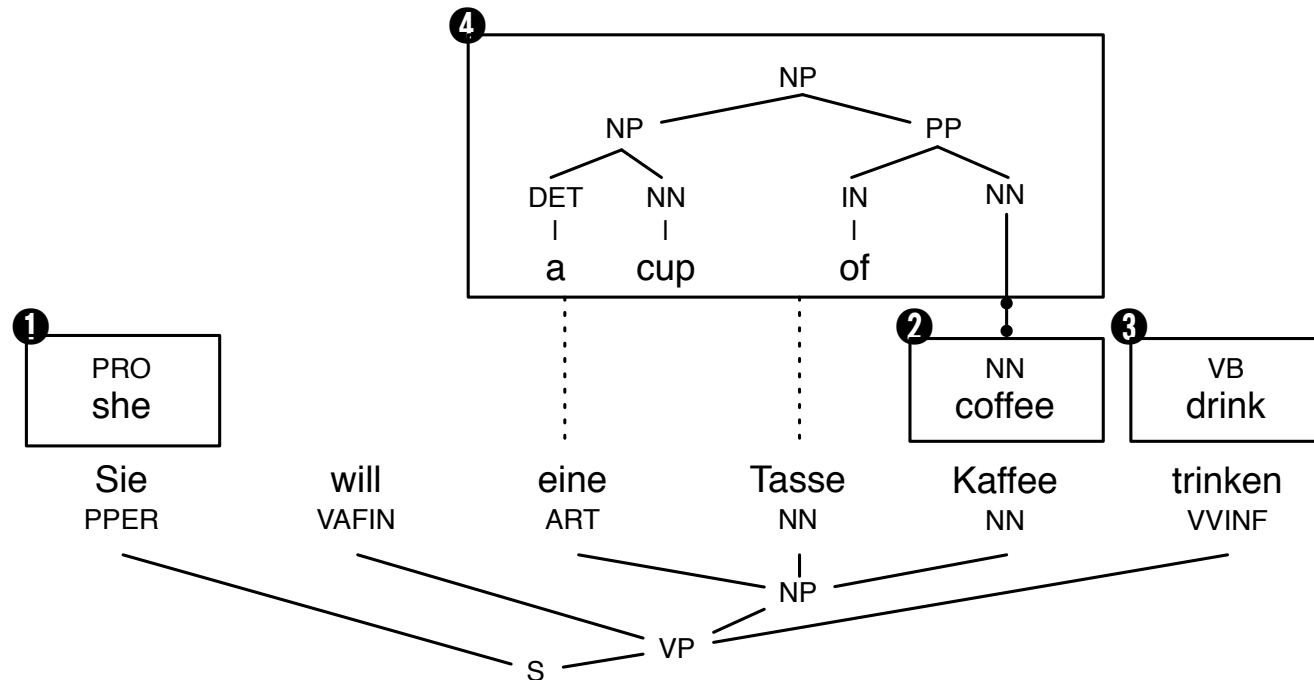 4
NP
NP PP
DET NN IN NN
a cup of
1 2 3
PRO NN VB
she coffee drink
Sie will eine Tasse Kaffee trinken
PPER VAFIN ART NN NN VVINF
NP
VP
S